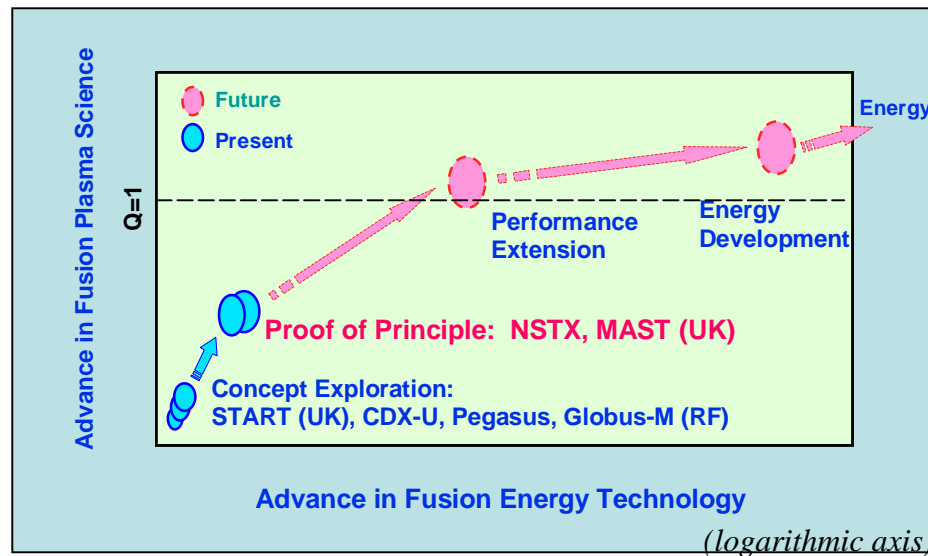 Advance in Fusion Plasma Science
Q=1
Future
Present
Energy
Performance
Extension
Energy
Development
Proof of Principle: NSTX, MAST (UK)
Concept Exploration:
START (UK), CDX-U, Pegasus, Globus-M (RF)
Advance in Fusion Energy Technology
(logarithmic axis)